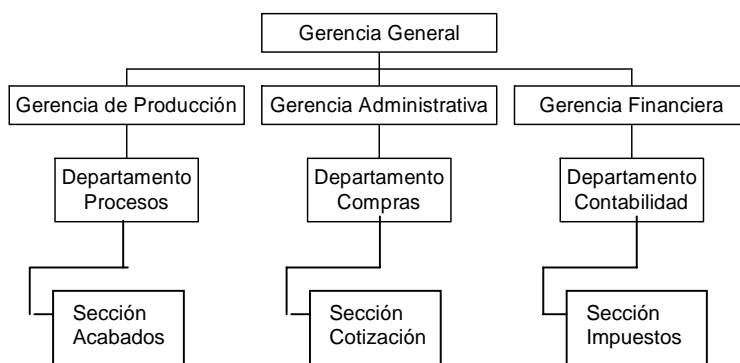 Gerencia General
Gerencia de Producción
Gerencia Administrativa
Gerencia Financiera
Departamento
Procesos
Departamento
Compras
Departamento
Contabilidad
Sección
Acabados
Sección
Cotización
Sección
Impuestos